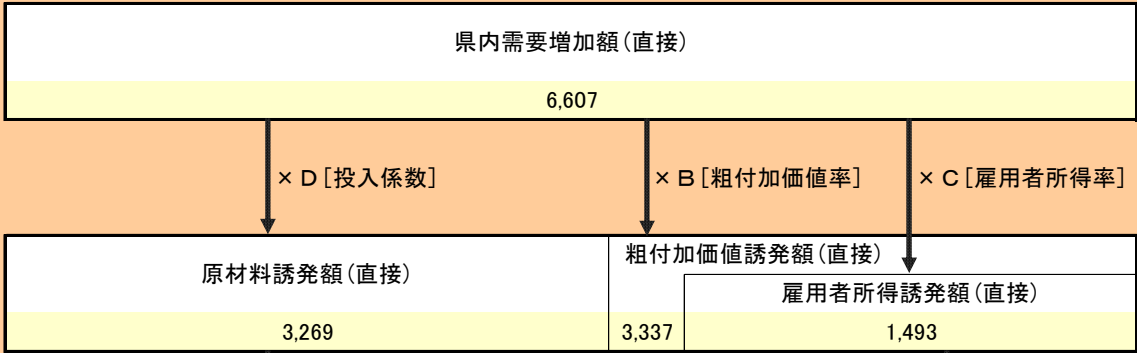 県内需要増加額(直接)
6,607
× D [投入係数]
× B [粗付加価値率]
× C [雇用者所得率]
原材料誘発額(直接)
粗付加価値誘発額(直接)
雇用者所得誘発額(直接)
3,269
3,337
1,493